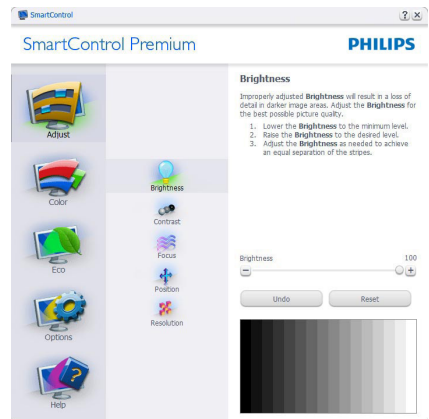 SmartControl
SmartControl Premium
PHILIPS
Adjust
Color
Eco
Options
Help
Brightness
Contrast
Focus
Position
Resolution
Brightness
Improperly adjusted Brightness will result in a loss of
detail in darker image areas. Adjust the Brightness for
the best possible picture quality.
1. Lower the Brightness to the minimum level.
2. Raise the Brightness to the desired level.
3. Adjust the Brightness as needed to achieve
an equal separation of the stripes.
Brightness 100
Undo Reset